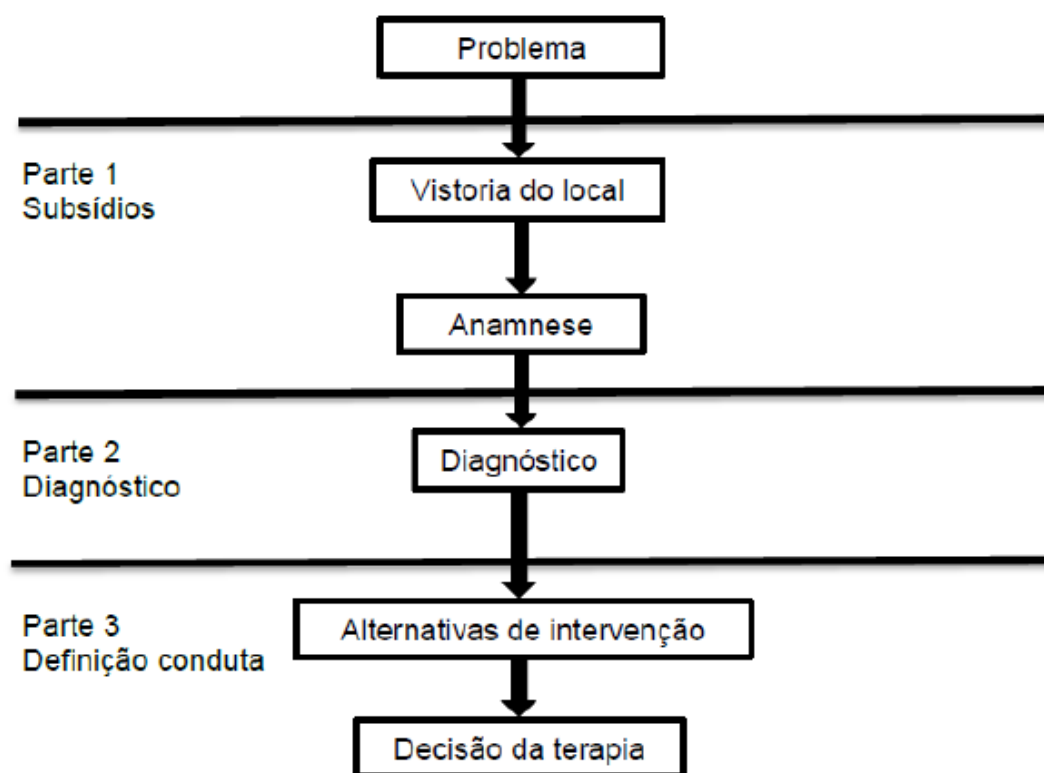 Problema
Parte 1
Subsídios
Vistoria do local
Anamnese
Parte 2
Diagnóstico
Diagnóstico
Parte 3
Definição conduta
Alternativas de intervenção
Decisão da terapia